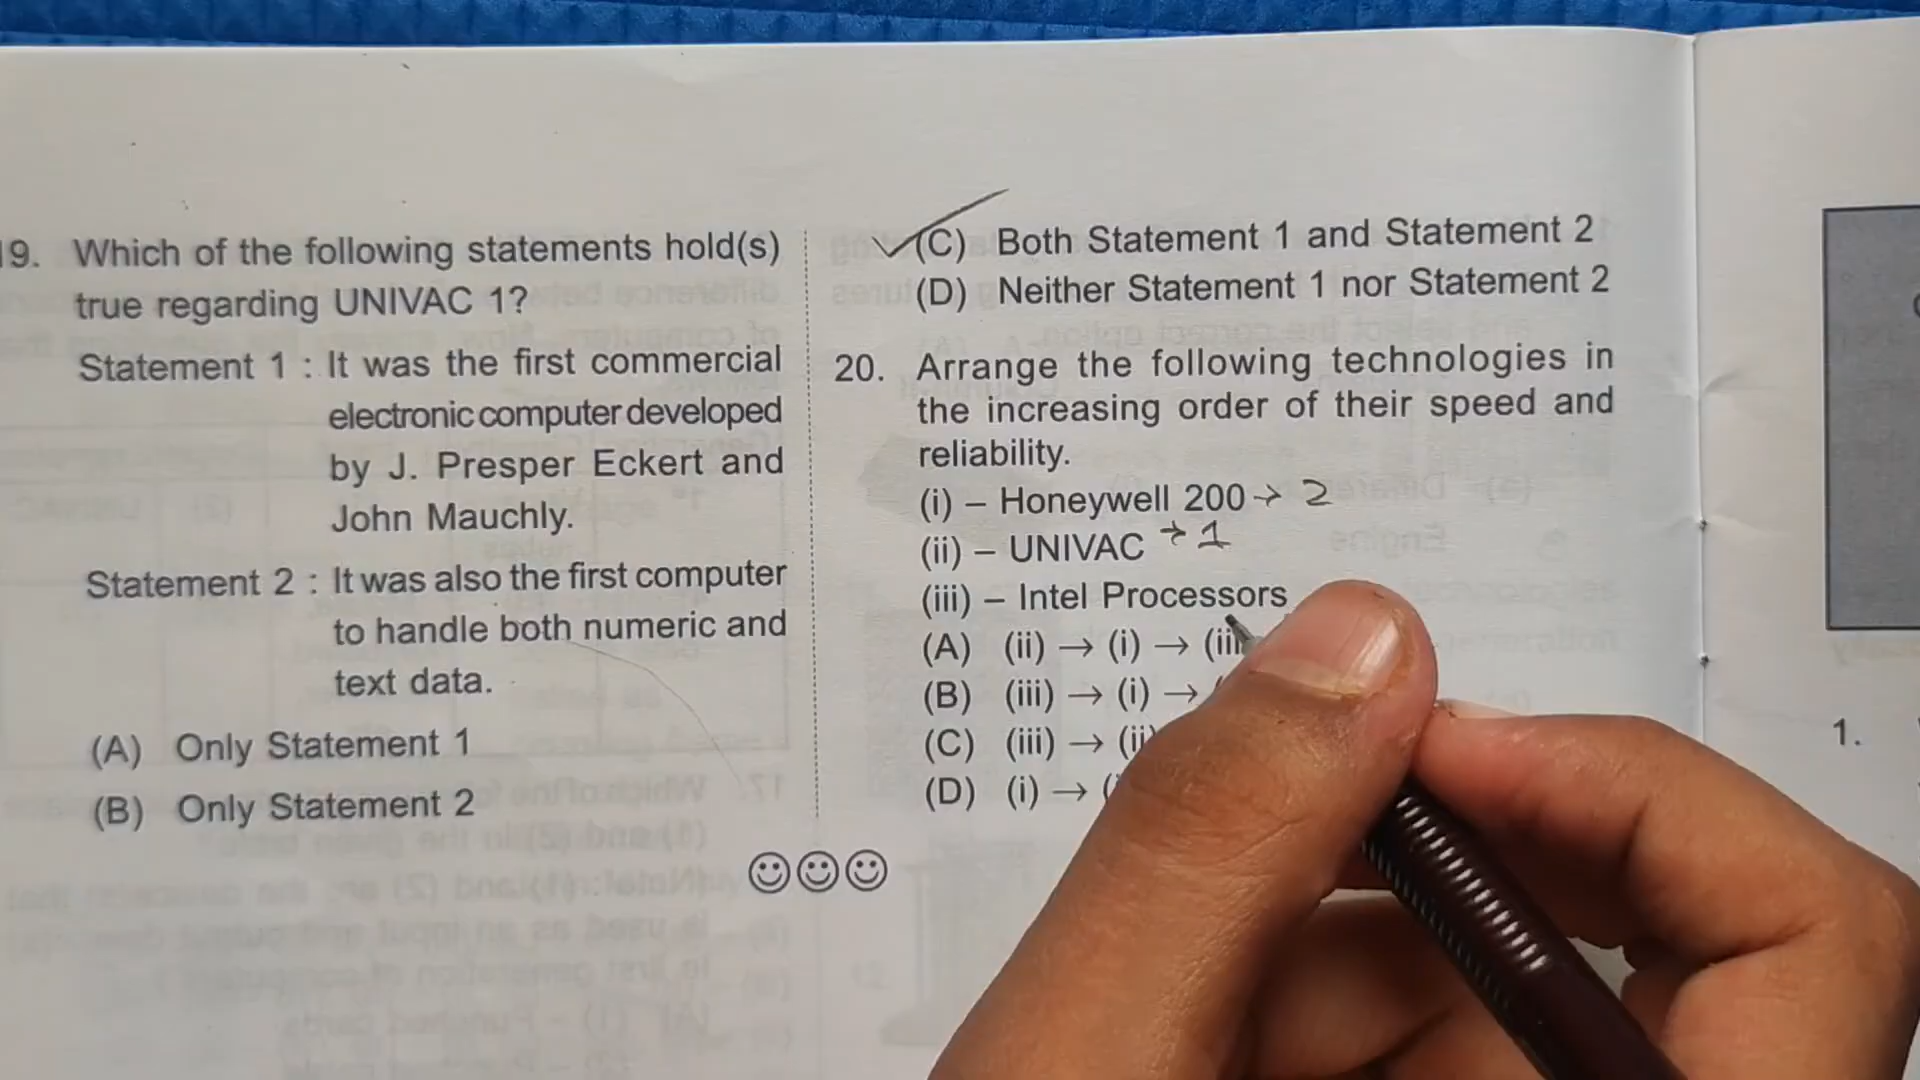 19. Which of the following statements hold(s)
true regarding UNIVAC 1?
Statement 1 : It was the first commercial
electronic computer developed
by J. Presper Eckert and
John Mauchly.
Statement 2 : It was also the first computer
to handle both numeric and
text data.
(A) Only Statement 1
(B) Only Statement 2
(C) Both Statement 1 and Statement 2
(D) Neither Statement 1 nor Statement 2
20. Arrange the following technologies in
the increasing order of their speed and
reliability.
(i) – Honeywell 200 → 2
(ii) – UNIVAC → 1
(iii) – Intel Processors
(A) (ii) → (i) → (iii
(B) (iii) → (i) →
(C) (iii) → (ii)
(D) (i) →
1.